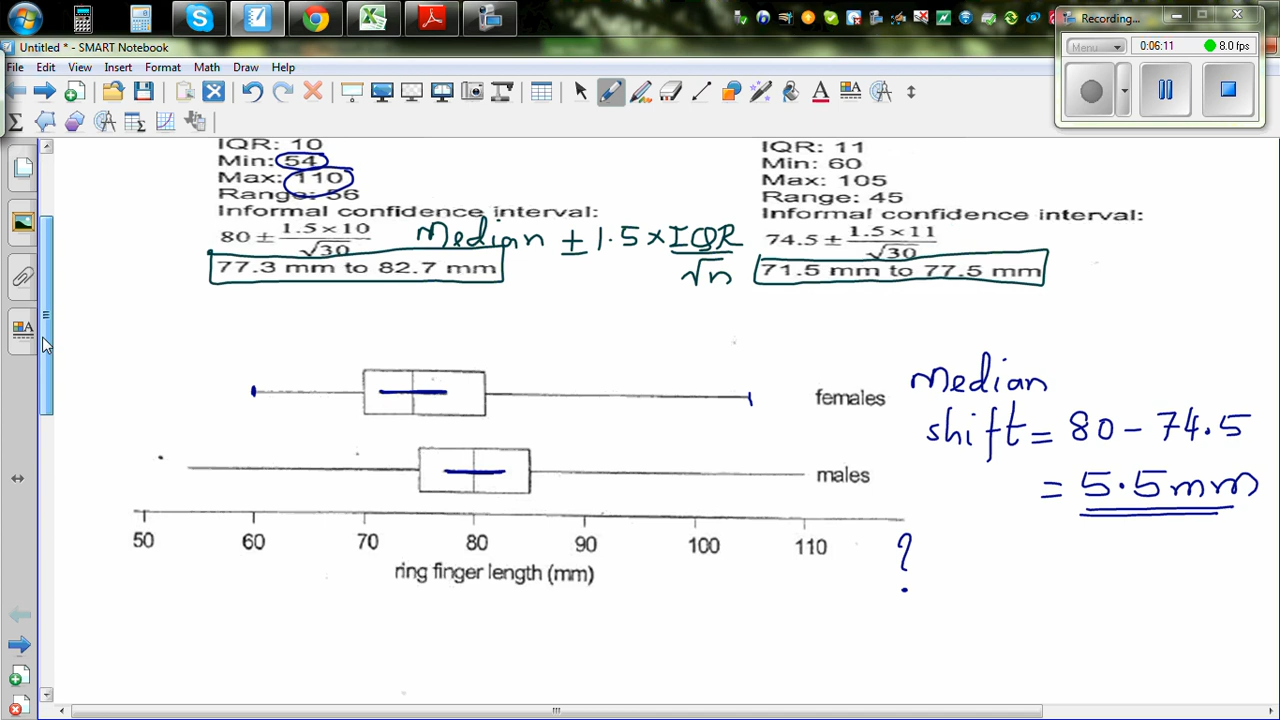 Untitled * - SMART Notebook
Recording...
Menu
0:06:11
8.0 fps
File Edit View Insert Format Math Draw Help
IQR: 10
Min: 54
Max: 110
Range: 56
Informal confidence interval:
80 ± 1.5 × 10
√30
77.3 mm to 82.7 mm
Median ± 1.5 × IQR
√n
IQR: 11
Min: 60
Max: 105
Range: 45
Informal confidence interval:
74.5 ± 1.5 × 11
√30
71.5 mm to 77.5 mm
females
males
50 60 70 80 90 100 110
ring finger length (mm)
Median
shift = 80 - 74.5
= 5.5mm
?